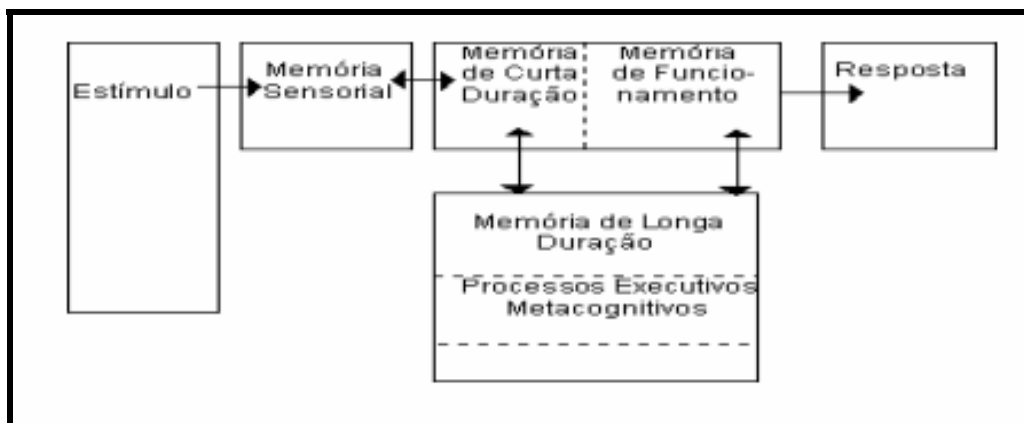 Estímulo
Memória
Sensorial
Memória
de Curta
Duração
Memória
de Funcio-
namento
Resposta
Memória de Longa
Duração
Processos Executivos
Metacognitivos